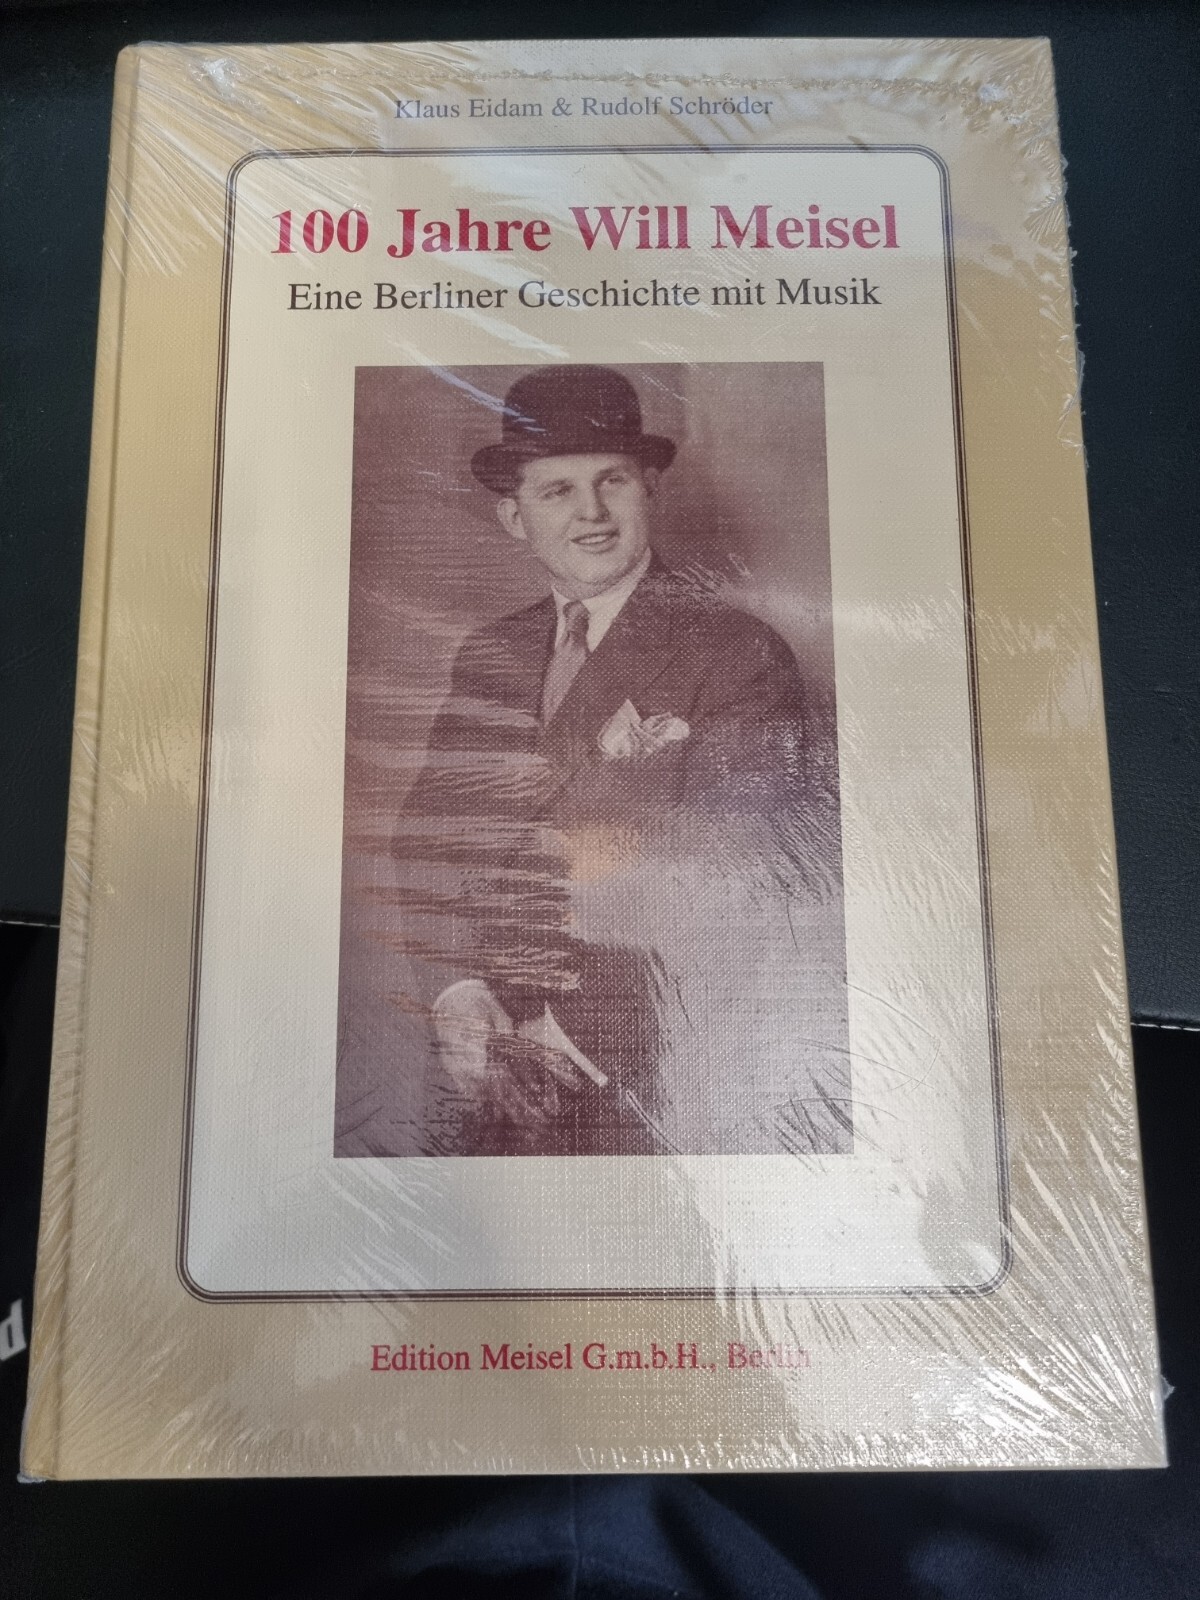 Klaus Eidam & Rudolf Schröder
100 Jahre Will Meisel
Eine Berliner Geschichte mit Musik
Edition Meisel G.m.b.H., Berlin